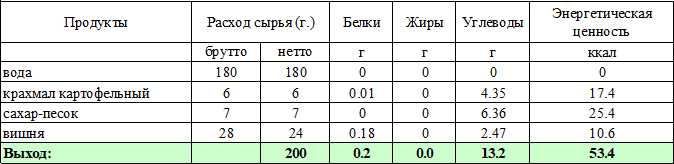 Продукты Расход сырья (г.) Белки Жиры Углеводы Энергетическая ценность
брутто нетто г г г ккал
вода 180 180 0 0 0 0
крахмал картофельный 6 6 0.01 0 4.35 17.4
сахар-песок 7 7 0 0 6.36 25.4
вишня 28 24 0.18 0 2.47 10.6
Выход: 200 0.2 0.0 13.2 53.4